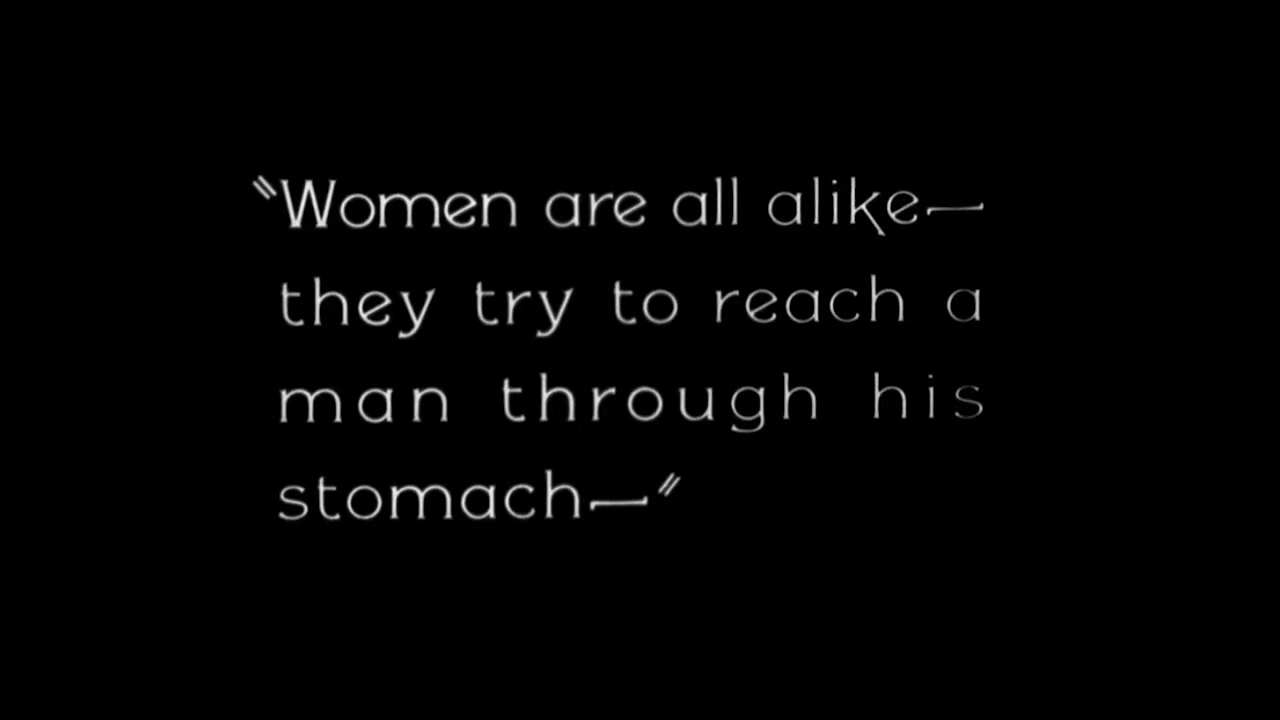 "Women are all alike—
they try to reach a
man through his
stomach—"